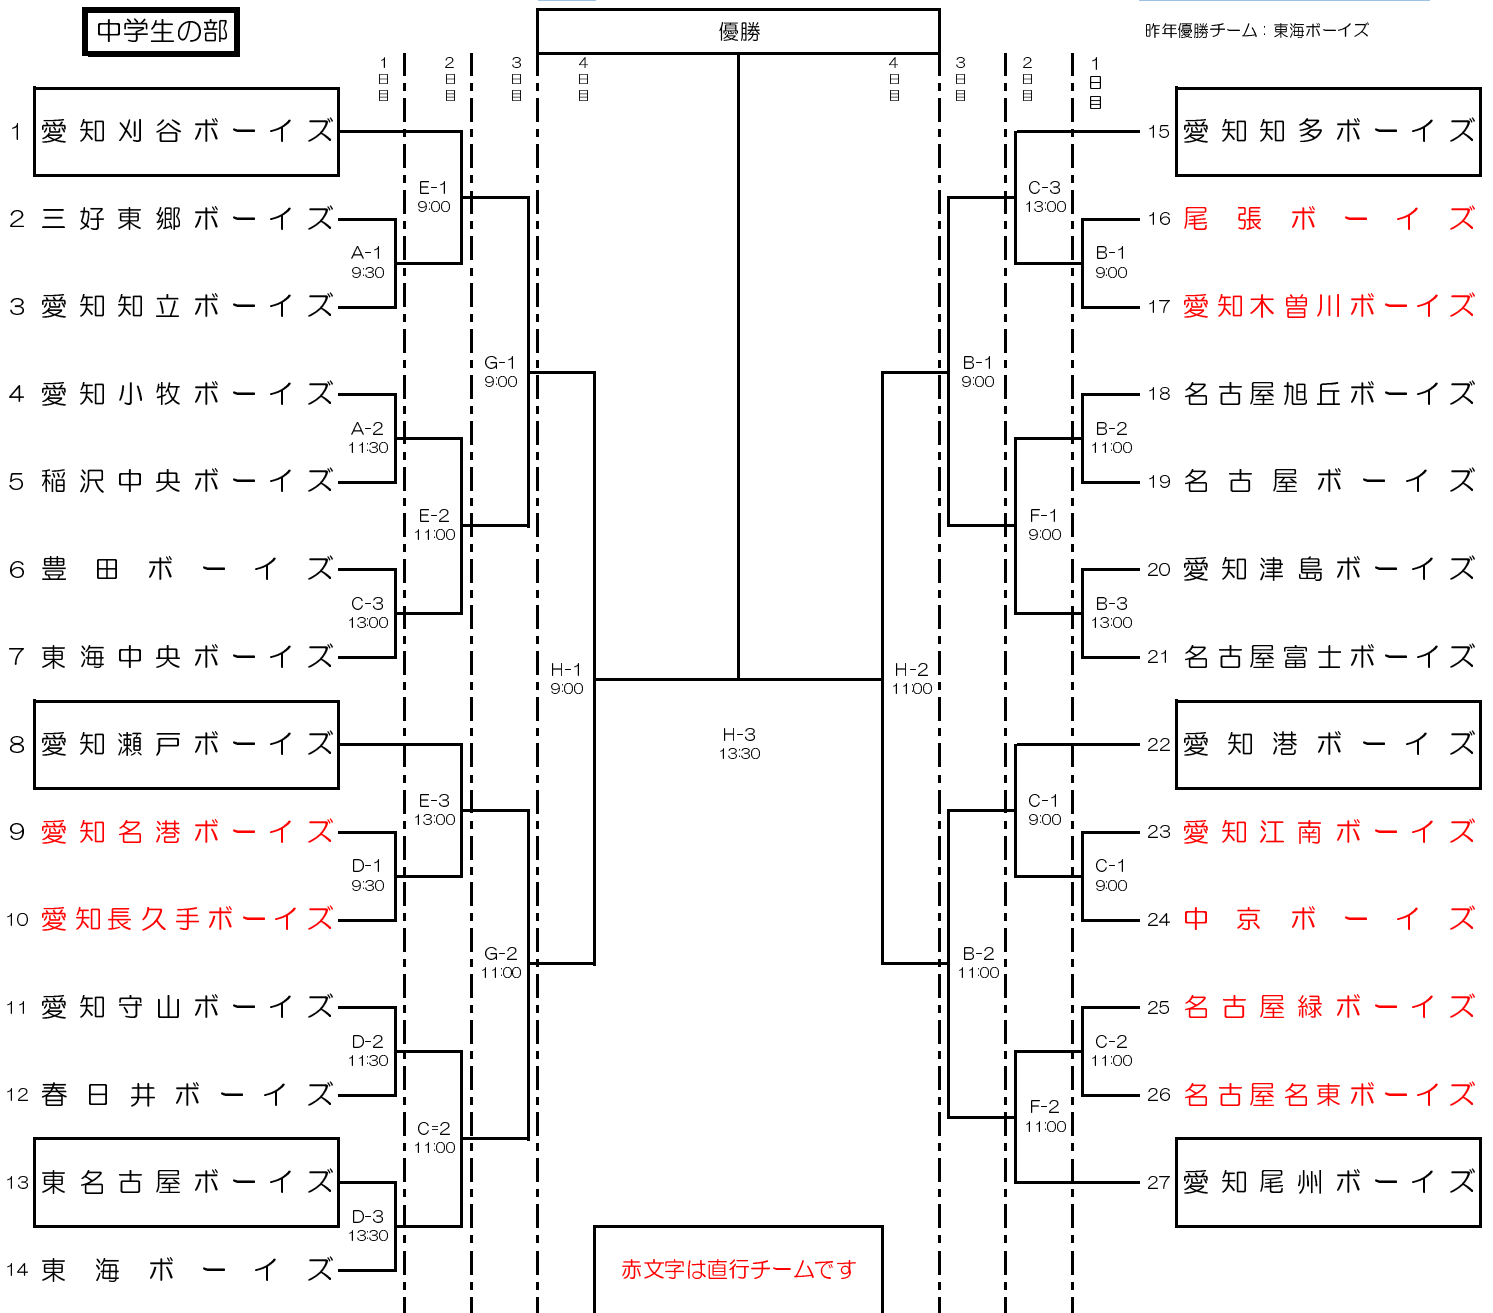 中学生の部
優勝
昨年優勝チーム：東海ボーイズ
1日目
2日目
3日目
4日目
4日目
3日目
2日目
1日目
1 愛知刈谷ボーイズ
2 三好東郷ボーイズ
3 愛知知立ボーイズ
4 愛知小牧ボーイズ
5 稲沢中央ボーイズ
6 豊田ボーイズ
7 東海中央ボーイズ
8 愛知瀬戸ボーイズ
9 愛知名港ボーイズ
10 愛知長久手ボーイズ
11 愛知守山ボーイズ
12 春日井ボーイズ
13 東名古屋ボーイズ
14 東海ボーイズ
A-1
9:30
A-2
11:30
C-3
13:00
D-1
9:30
D-2
11:30
D-3
13:30
E-1
9:00
E-2
11:00
E-3
13:00
C=2
11:00
G-1
9:00
G-2
11:00
H-1
9:00
H-3
13:30
H-2
11:00
B-1
9:00
B-2
11:00
C-3
13:00
F-1
9:00
C-1
9:00
F-2
11:00
B-1
9:00
B-2
11:00
B-3
13:00
C-1
9:00
C-2
11:00
15 愛知知多ボーイズ
16 尾張ボーイズ
17 愛知木曽川ボーイズ
18 名古屋旭丘ボーイズ
19 名古屋ボーイズ
20 愛知津島ボーイズ
21 名古屋富士ボーイズ
22 愛知港ボーイズ
23 愛知江南ボーイズ
24 中京ボーイズ
25 名古屋緑ボーイズ
26 名古屋名東ボーイズ
27 愛知尾州ボーイズ
赤文字は直行チームです